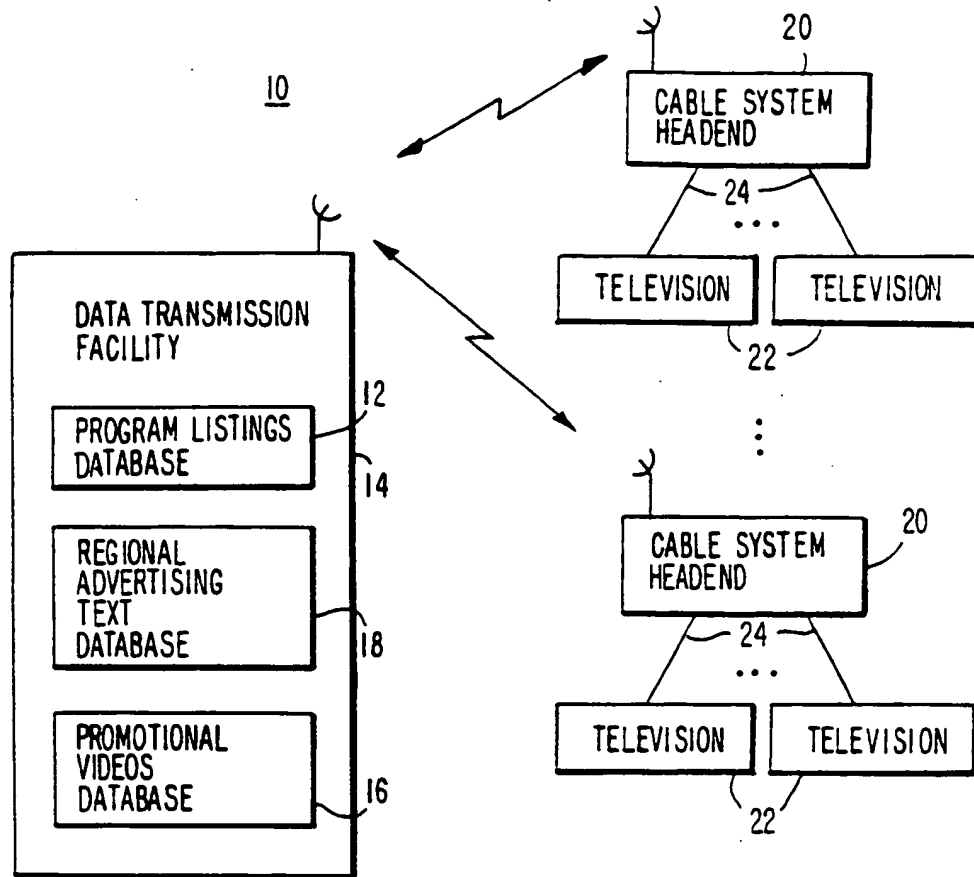 10
20
CABLE SYSTEM
HEADEND
24
TELEVISION
TELEVISION
22
DATA TRANSMISSION
FACILITY
12
PROGRAM LISTINGS
DATABASE
14
REGIONAL
ADVERTISING
TEXT
DATABASE
18
PROMOTIONAL
VIDEOS
DATABASE
16
20
CABLE SYSTEM
HEADEND
24
TELEVISION
TELEVISION
22